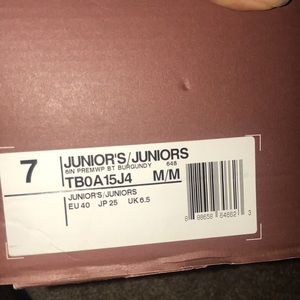 7
JUNIOR'S/JUNIORS
6IN PREMWP BT BURGUNDY 648
TB0A15J4 M/M
JUNIOR'S/JUNIORS
EU 40 JP 25 UK 6.5